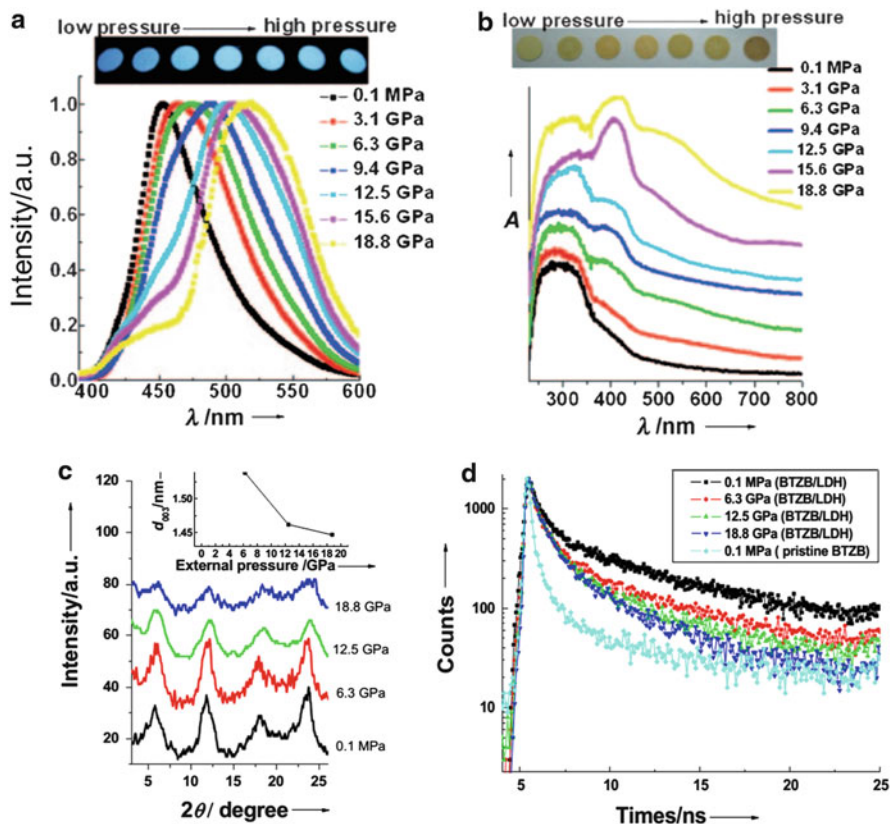 a
low pressure high pressure
0.1 MPa
3.1 GPa
6.3 GPa
9.4 GPa
12.5 GPa
15.6 GPa
18.8 GPa
Intensity/a.u.
1.0
0.8
0.6
0.4
0.2
0.0
400 450 500 550 600
λ /nm
b
low pressure high pressure
0.1 MPa
3.1 GPa
6.3 GPa
9.4 GPa
12.5 GPa
15.6 GPa
18.8 GPa
A
300 400 500 600 700 800
λ /nm
c
120
100
80
60
40
20
Intensity/a.u.
d003/nm
1.50
1.45
0 2 4 6 8 10 12 14 16 18 20
External pressure /GPa
18.8 GPa
12.5 GPa
6.3 GPa
0.1 MPa
5 10 15 20 25
2θ/ degree
d
0.1 MPa (BTZB/LDH)
6.3 GPa (BTZB/LDH)
12.5 GPa (BTZB/LDH)
18.8 GPa (BTZB/LDH)
0.1 MPa ( pristine BTZB)
Counts
1000
100
10
5 10 15 20 25
Times/ns